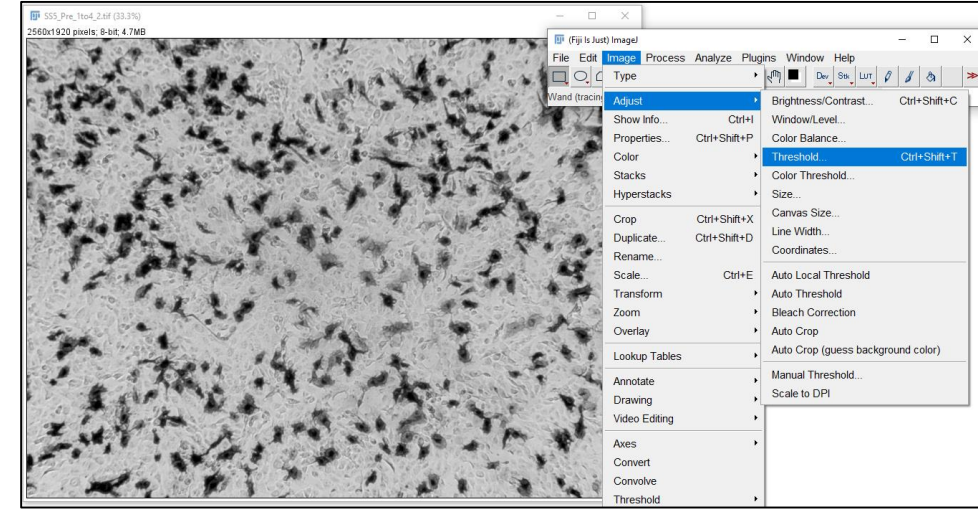 SS5_Pre_1to4_2.tif (33.3%)
2560x1920 pixels; 8-bit; 4.7MB
(Fiji Is Just) ImageJ
File Edit Image Process Analyze Plugins Window Help
Dev Stk LUT
Wand (tracing
Type
Adjust
Show Info... Ctrl+I
Properties... Ctrl+Shift+P
Color
Stacks
Hyperstacks
Crop Ctrl+Shift+X
Duplicate... Ctrl+Shift+D
Rename...
Scale... Ctrl+E
Transform
Zoom
Overlay
Lookup Tables
Annotate
Drawing
Video Editing
Axes
Convert
Convolve
Threshold
Brightness/Contrast... Ctrl+Shift+C
Window/Level...
Color Balance...
Threshold... Ctrl+Shift+T
Color Threshold...
Size...
Canvas Size...
Line Width...
Coordinates...
Auto Local Threshold
Auto Threshold
Bleach Correction
Auto Crop
Auto Crop (guess background color)
Manual Threshold...
Scale to DPI